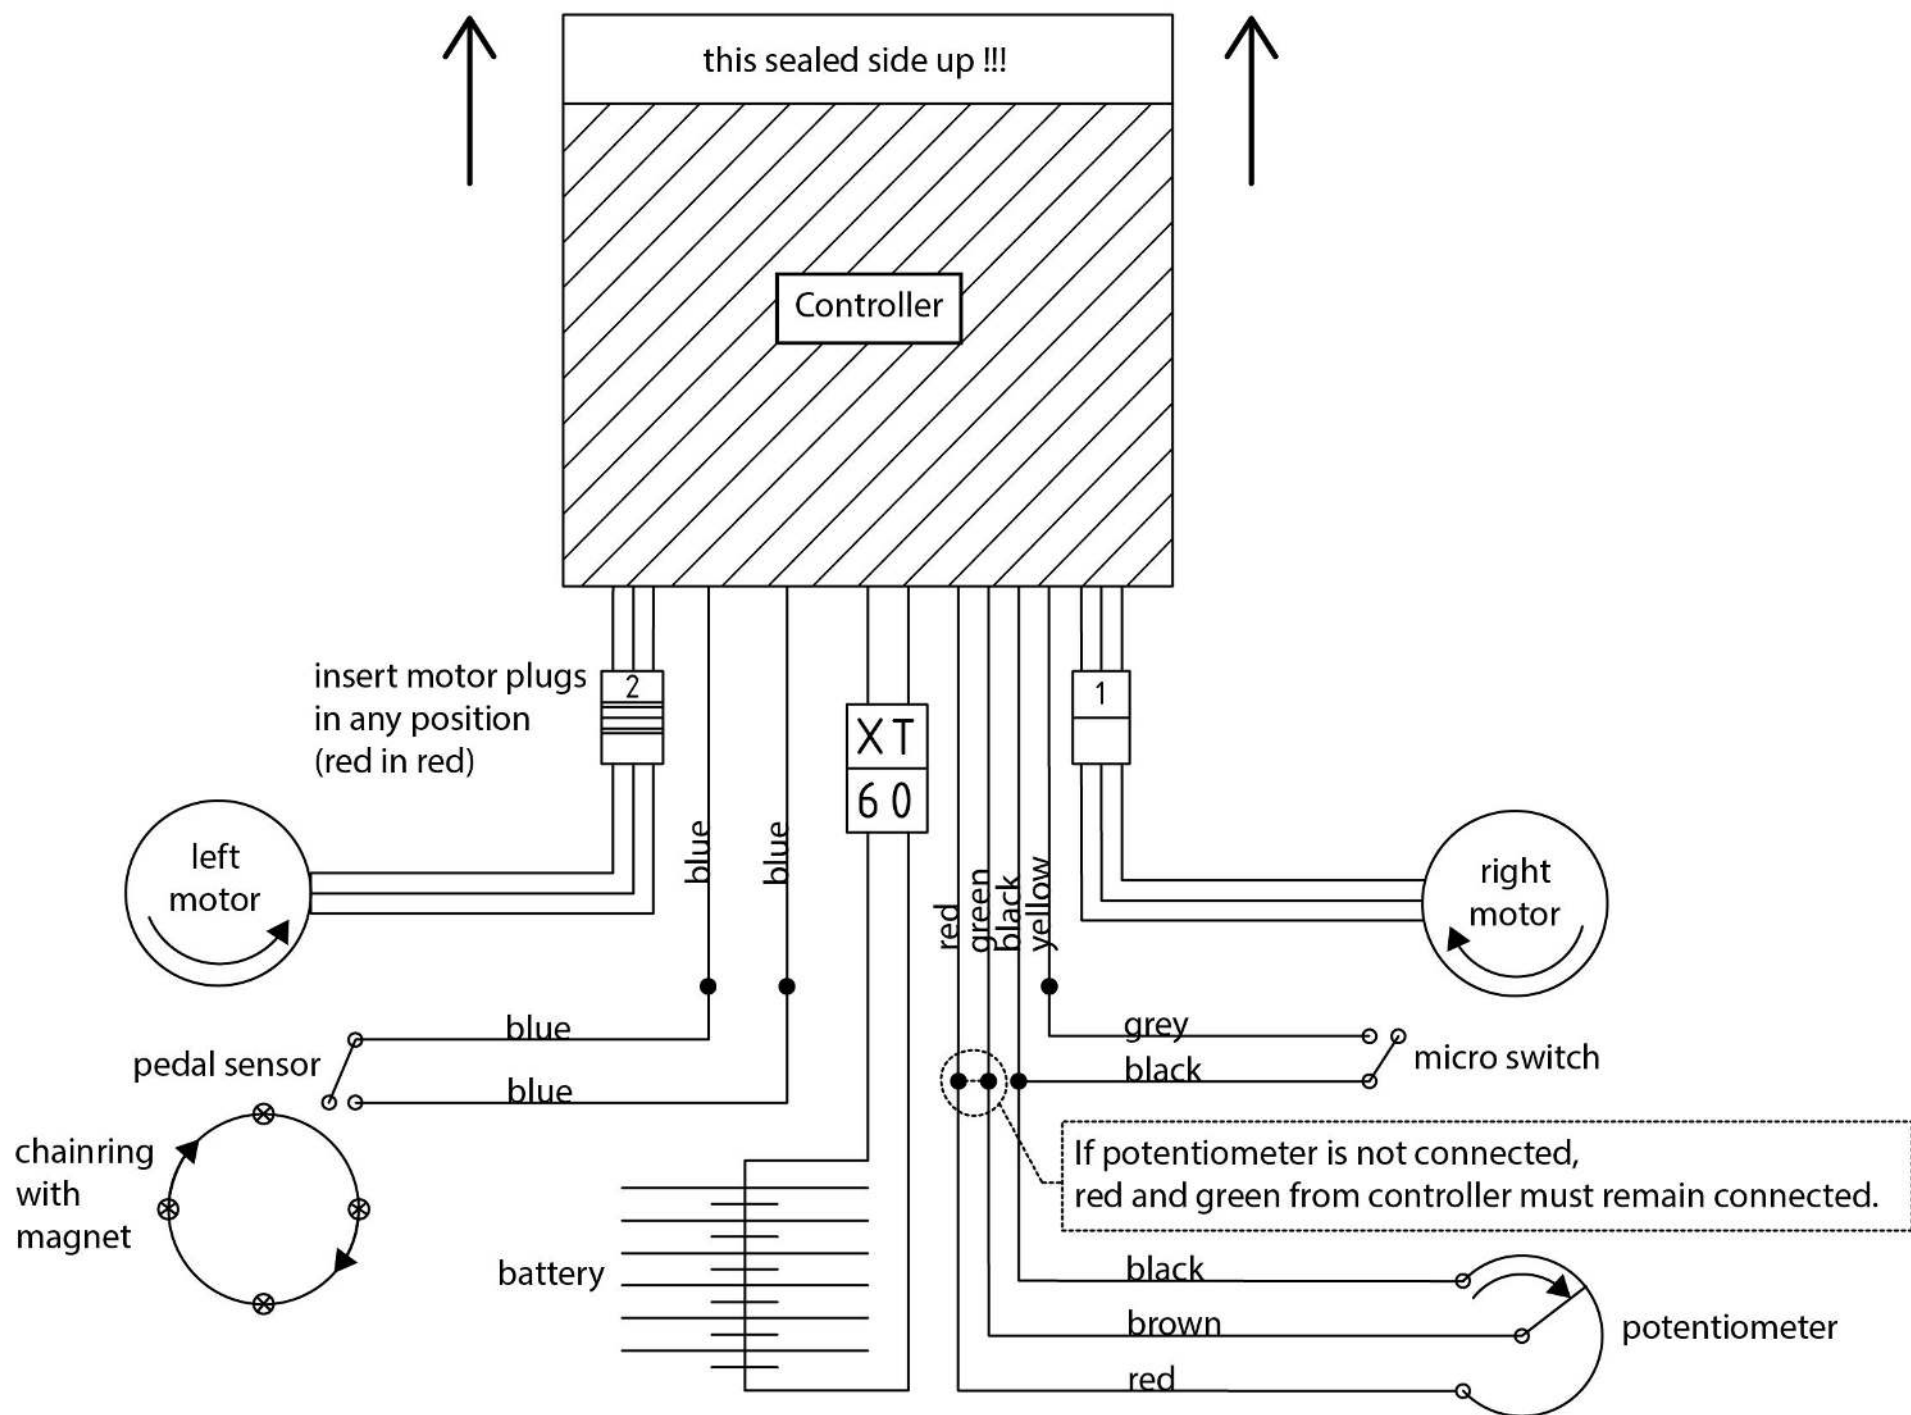 this sealed side up !!!
Controller
insert motor plugs
in any position
(red in red)
2
1
XT
60
left
motor
right
motor
blue
blue
red
green
black
yellow
blue
blue
pedal sensor
grey
black
micro switch
chainring
with
magnet
If potentiometer is not connected,
red and green from controller must remain connected.
battery
black
brown
red
potentiometer